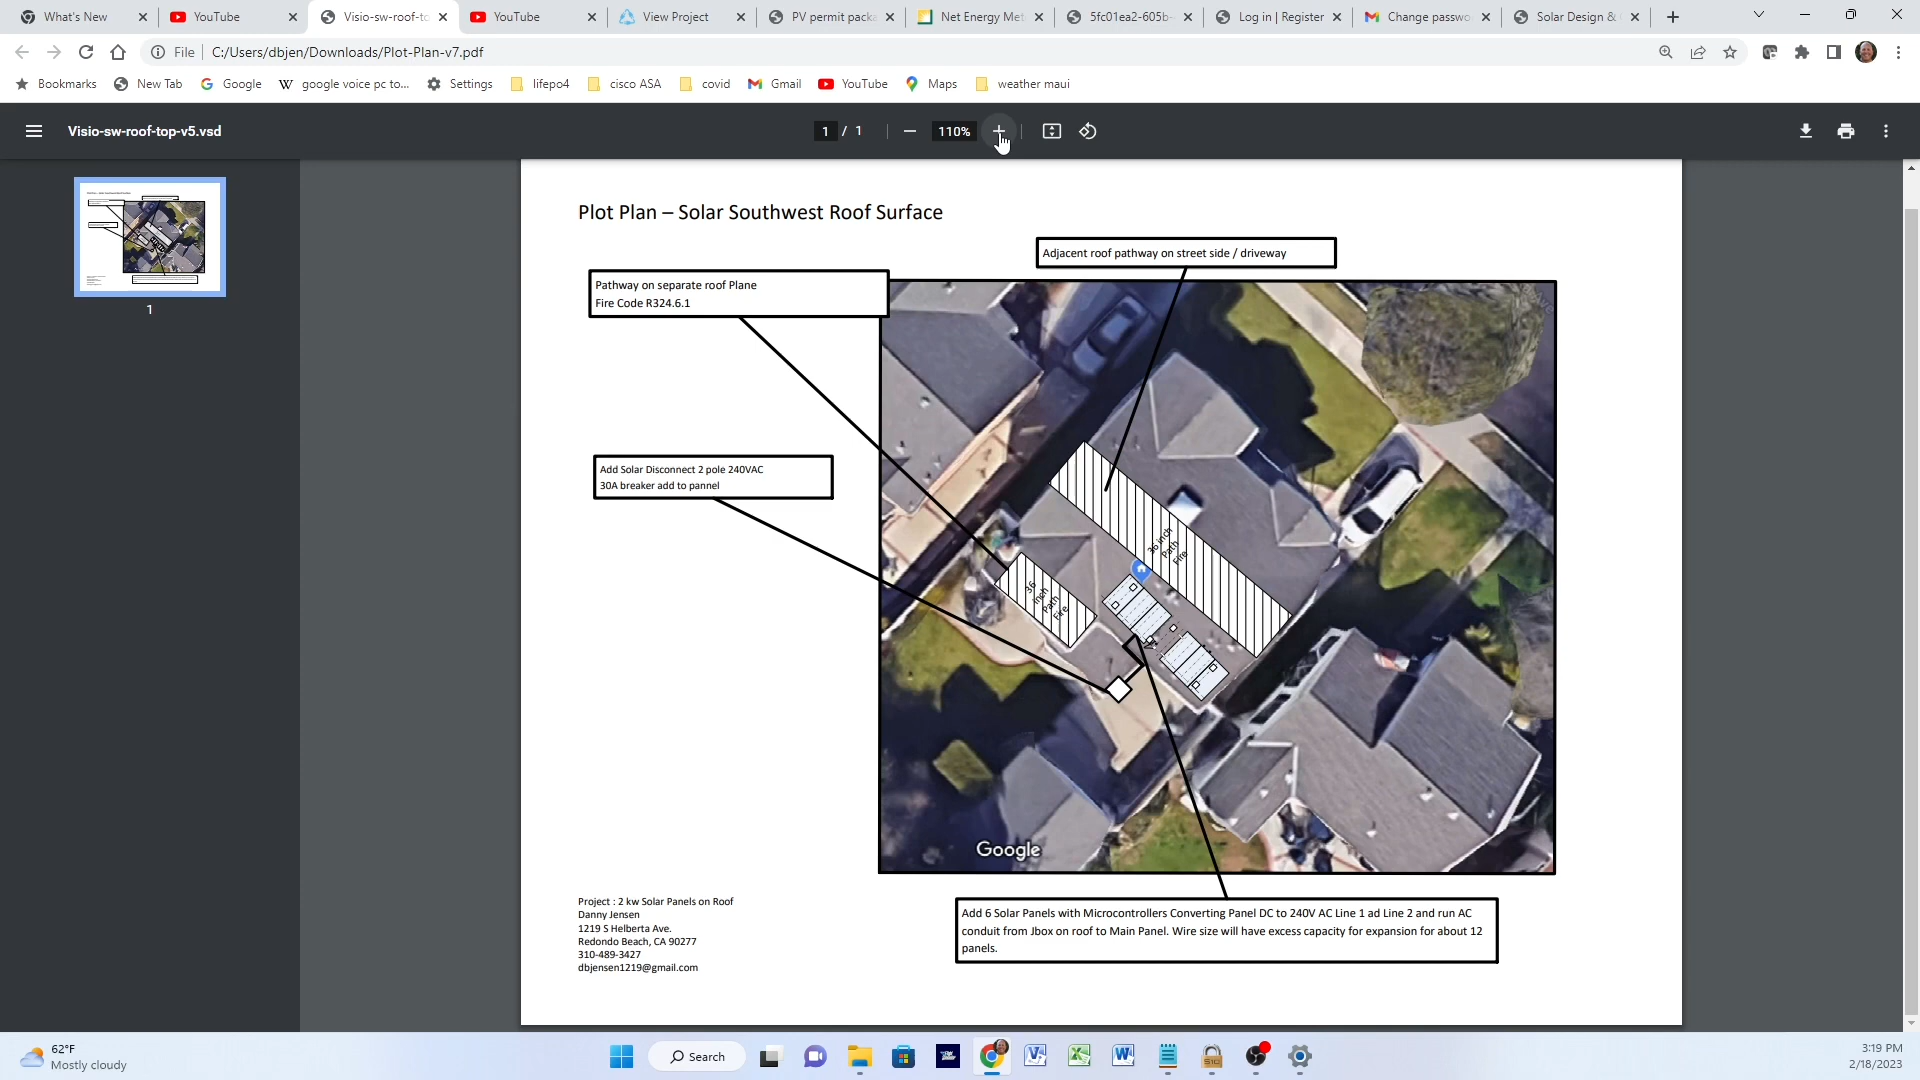 What's New
YouTube
Visio-sw-roof-to
YouTube
View Project
PV permit packa
Net Energy Met
5fc01ea2-605b-
Log in | Register
Change passwo
Solar Design &
File
C:/Users/dbjen/Downloads/Plot-Plan-v7.pdf
Bookmarks
New Tab
Google
google voice pc to...
Settings
lifepo4
cisco ASA
covid
Gmail
YouTube
Maps
weather maui
Visio-sw-roof-top-v5.vsd
1 / 1
110%
1
Plot Plan – Solar Southwest Roof Surface
Adjacent roof pathway on street side / driveway
Pathway on separate roof Plane
Fire Code R324.6.1
Add Solar Disconnect 2 pole 240VAC
30A breaker add to pannel
36 inch
Path
Fire
36
inch
Path
Fire
Google
Project : 2 kw Solar Panels on Roof
Danny Jensen
1219 S Helberta Ave.
Redondo Beach, CA 90277
310-489-3427
dbjensen1219@gmail.com
Add 6 Solar Panels with Microcontrollers Converting Panel DC to 240V AC Line 1 ad Line 2 and run AC
conduit from Jbox on roof to Main Panel. Wire size will have excess capacity for expansion for about 12
panels.
62°F
Mostly cloudy
Search
3:19 PM
2/18/2023